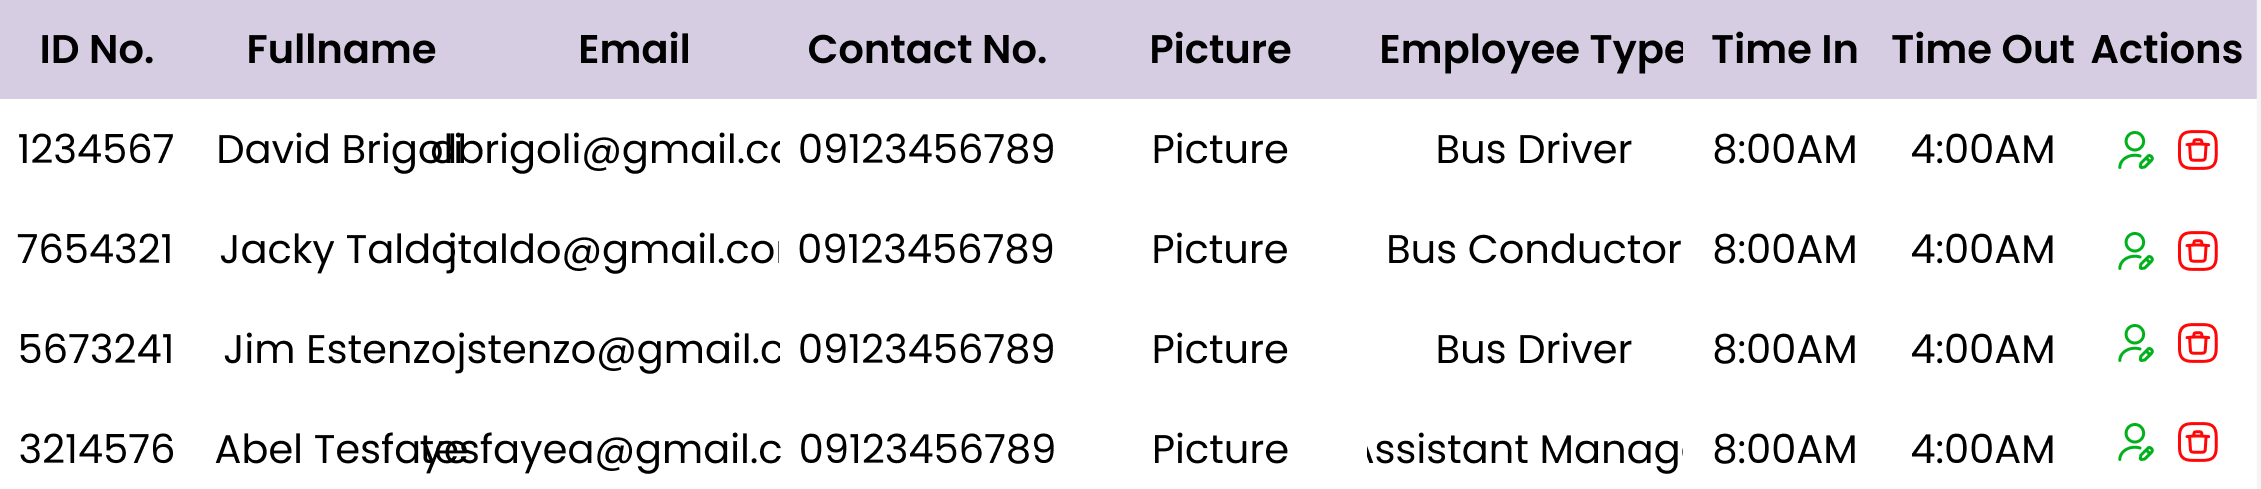 ID No. Fullname Email Contact No. Picture Employee Type Time In Time Out Actions
1234567 David Brigoli dbrigoli@gmail.co 09123456789 Picture Bus Driver 8:00AM 4:00AM
7654321 Jacky Taldo jtaldo@gmail.co 09123456789 Picture Bus Conductor 8:00AM 4:00AM
5673241 Jim Estenzo jstenzo@gmail.c 09123456789 Picture Bus Driver 8:00AM 4:00AM
3214576 Abel Tesfaye tesfayea@gmail.c 09123456789 Picture Assistant Manag 8:00AM 4:00AM